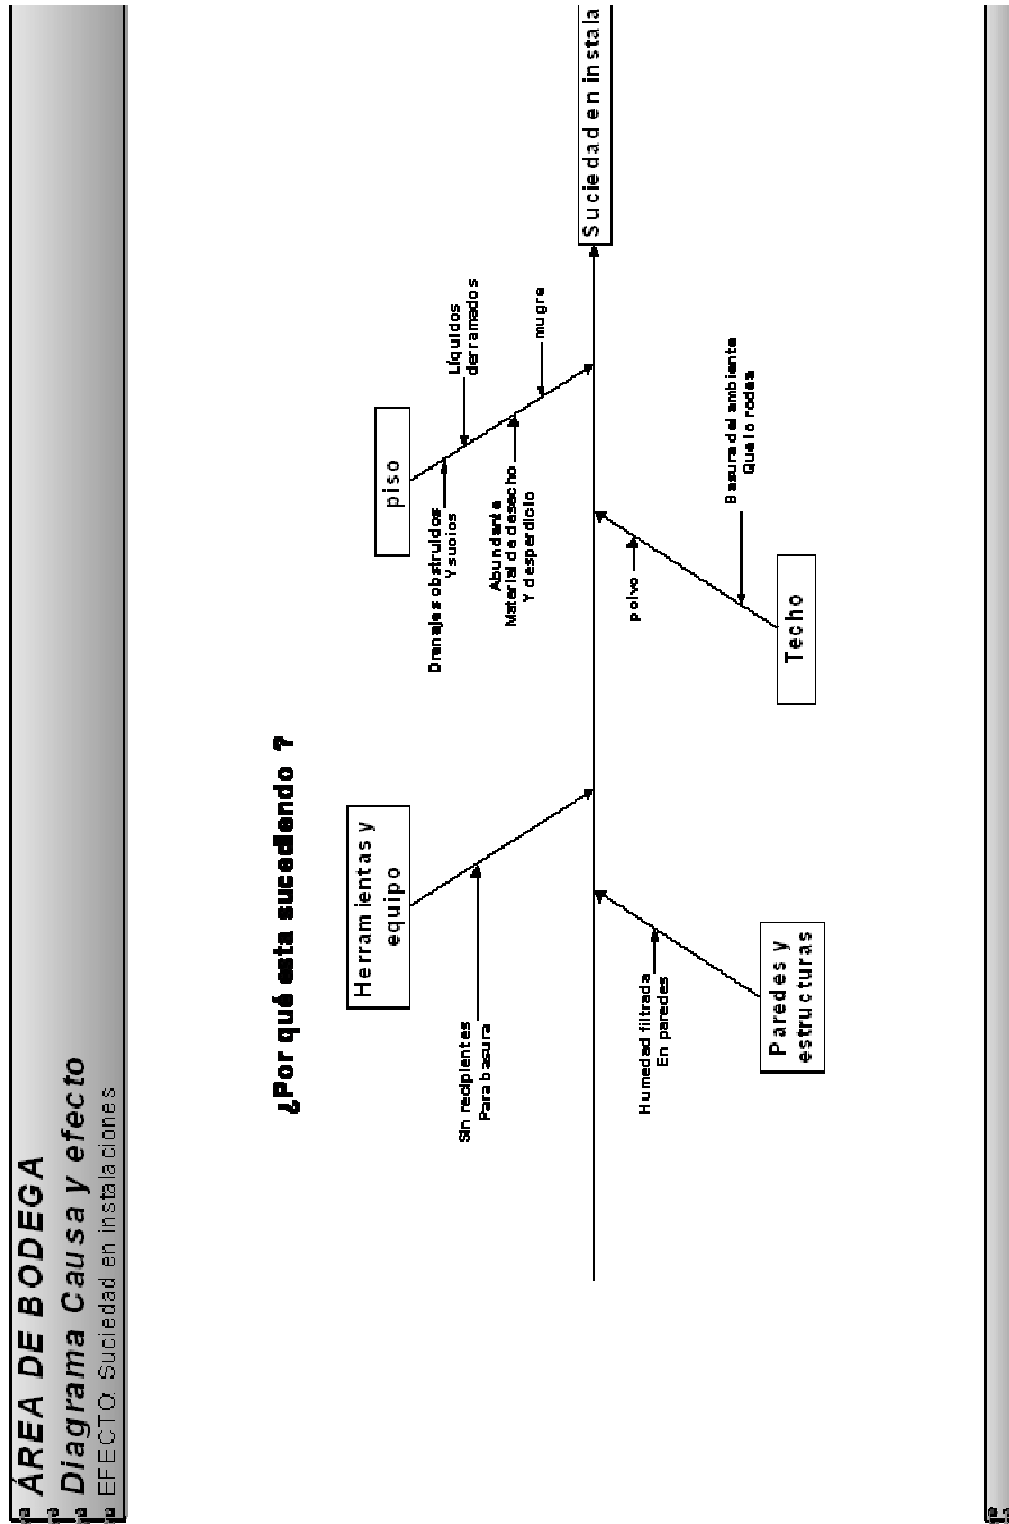 ÁREA DE BODEGA
Diagrama Causa y efecto
EFECTO: Suciedad en instalaciones
¿Por qué esta sucediendo ?
Herramientas y
equipo
Sin recipientes
Para basura
piso
Drenajes obstruidos
Y sucios
Líquidos
derramados
Abundante
Material de desecho
Y desperdicio
mugre
Suciedad en instala
Paredes y
estructuras
Humedad filtrada
En paredes
Techo
polvo
Basura del ambiente
Que lo rodea